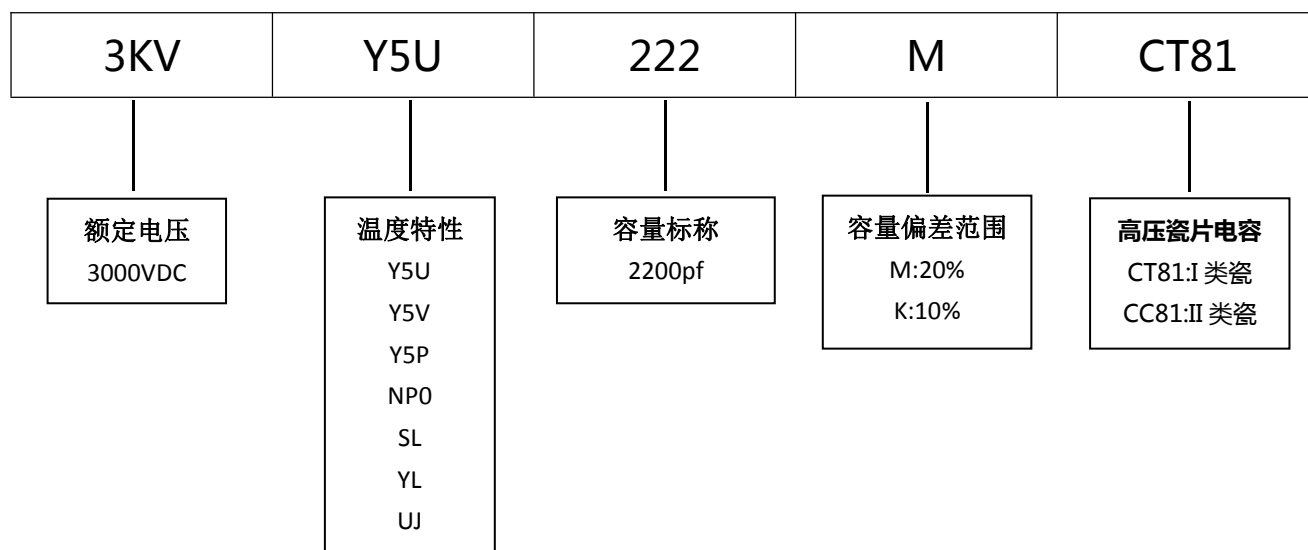 3KV Y5U 222 M CT81
额定电压
3000VDC
温度特性
Y5U
Y5V
Y5P
NP0
SL
YL
UJ
容量标称
2200pf
容量偏差范围
M:20%
K:10%
高压瓷片电容
CT81:I 类瓷
CC81:II 类瓷